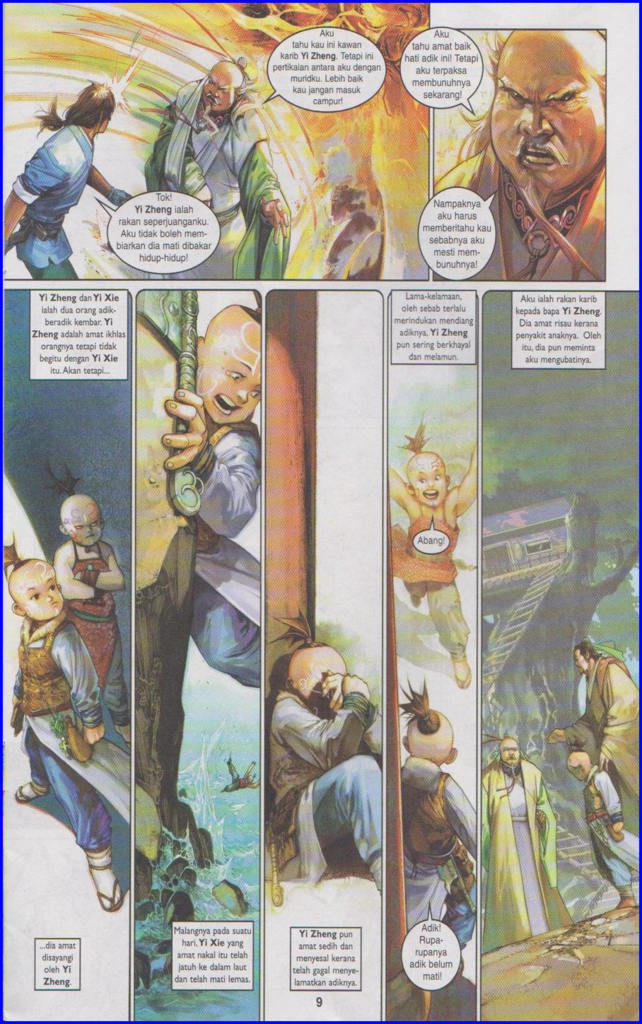 Aku
tahu kau ini kawan
karib Yi Zheng. Tetapi ini
pertikaian antara aku dengan
muridku. Lebih baik
kau jangan masuk
campur!
Tok!
Yi Zheng ialah
rakan seperjuanganku.
Aku tidak boleh mem-
biarkan dia mati dibakar
hidup-hidup!
Aku
tahu amat baik
hati adik ini! Tetapi
aku terpaksa
membunuhnya
sekarang!
Nampaknya
aku harus
memberitahu kau
sebabnya aku
mesti mem-
bunuhnya!
Yi Zheng dan Yi Xie
ialah dua orang adik-
beradik kembar. Yi
Zheng adalah amat ikhlas
orangnya tetapi tidak
begitu dengan Yi Xie
itu. Akan tetapi...
...dia amat
disayangi
oleh Yi
Zheng.
Malangnya pada suatu
hari, Yi Xie yang
amat nakal itu telah
jatuh ke dalam laut
dan telah mati lemas.
Yi Zheng pun
amat sedih dan
menyesal kerana
telah gagal menye-
lamatkan adiknya.
Lama-kelamaan,
oleh sebab terlalu
merindukan mendiang
adiknya, Yi Zheng
pun sering berkhayal
dan melamun.
Abang!
Adik!
Rupa-
rupanya
adik belum
mati!
Aku ialah rakan karib
kepada bapa Yi Zheng.
Dia amat risau kerana
penyakit anaknya. Oleh
itu, dia pun meminta
aku mengubatinya.
9